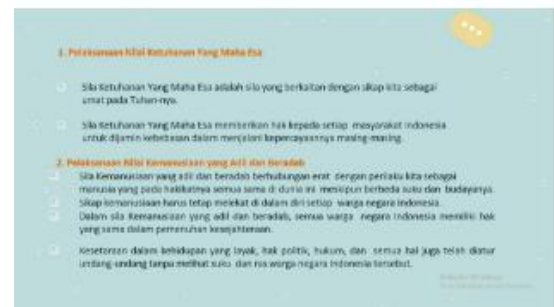 1. Pelaksanaan Nilai Ketuhanan Yang Maha Esa
Sila Ketuhanan Yang Maha Esa adalah sila yang berkaitan dengan sikap kita sebagai
umat pada Tuhan-nya.
Sila Ketuhanan Yang Maha Esa memberikan hak kepada setiap masyarakat Indonesia
untuk dijamin kebebasan dalam menjalani kepercayaannya masing-masing.
2. Pelaksanaan Nilai Kemanusiaan yang Adil dan Beradab
Sila Kemanusiaan yang adil dan beradab berhubungan erat dengan perilaku kita sebagai
manusia yang pada hakikatnya semua sama di dunia ini meskipun berbeda suku dan budayanya.
Sikap kemanusiaan harus tetap melekat di dalam diri setiap warga negara Indonesia.
Dalam sila Kemanusiaan yang adil dan beradab, semua warga negara Indonesia memiliki hak
yang sama dalam pemenuhan kesejahteraan.
Kesetaraan dalam kehidupan yang layak, hak politik, hukum, dan semua hal juga telah diatur
undang-undang tanpa melihat suku dan ras warga negara Indonesia tersebut.